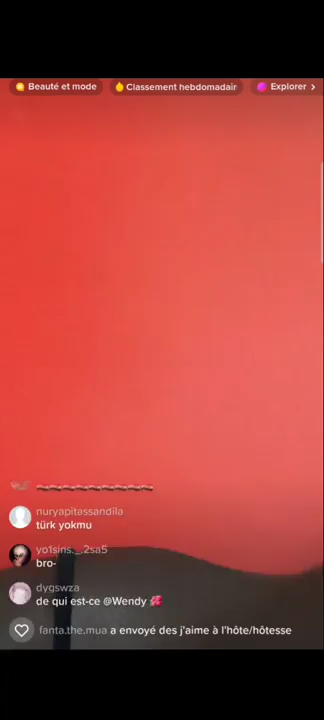 Beauté et mode
Classement hebdomadair
Explorer >
nuryapitassandila
türk yokmu
yo1sins._.2sa5
bro-
dygswza
de qui est-ce @Wendy 💐
fanta.the.mua a envoyé des j'aime à l'hôte/hôtesse